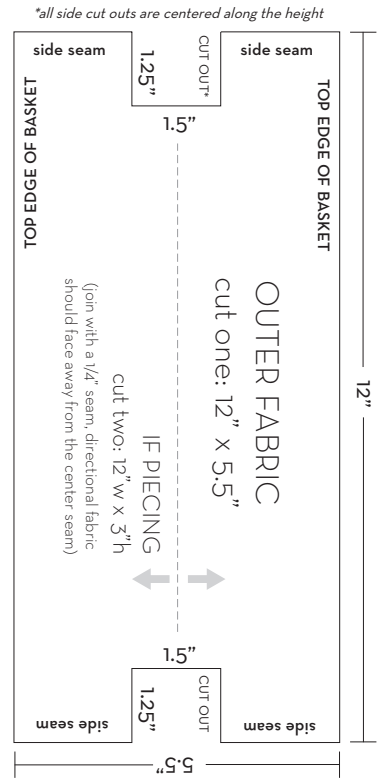 *all side cut outs are centered along the height
side seam
1.25"
CUT OUT*
side seam
1.5"
TOP EDGE OF BASKET
TOP EDGE OF BASKET
OUTER FABRIC
cut one: 12" x 5.5"
IF PIECING
cut two: 12"w x 3"h
(join with a 1/4" seam, directional fabric
should face away from the center seam)
12"
1.5"
1.25"
CUT OUT
side seam
side seam
5.5"